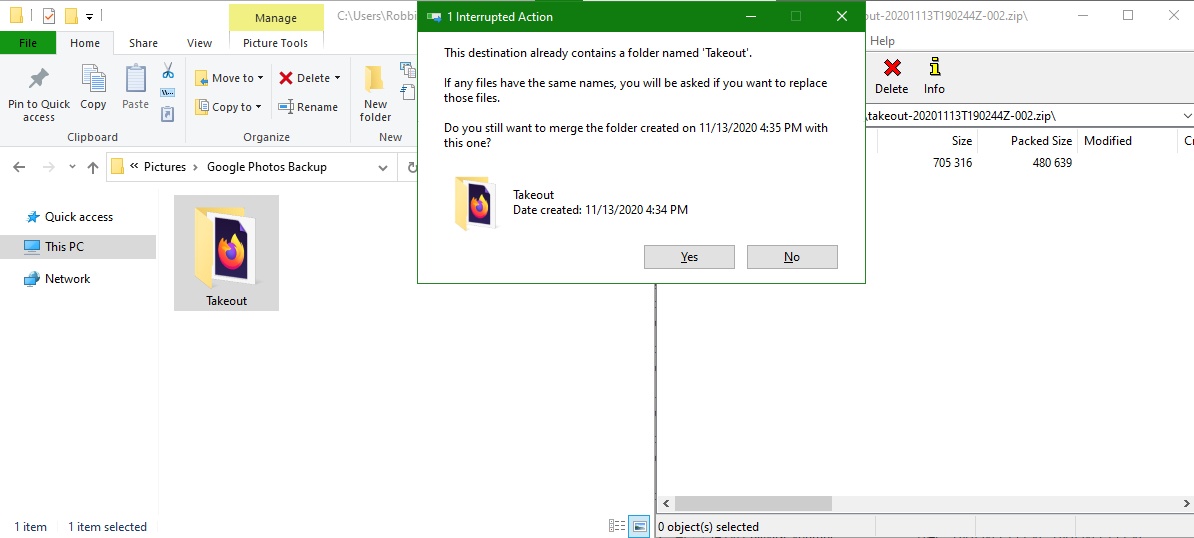 Manage
C:\Users\Robbi
1 Interrupted Action
out-20201113T190244Z-002.zip\
File
Home
Share
View
Picture Tools
Help
Pin to Quick access
Copy
Paste
Move to
Copy to
Delete
Rename
New folder
Clipboard
Organize
New
This destination already contains a folder named 'Takeout'.
If any files have the same names, you will be asked if you want to replace
those files.
Do you still want to merge the folder created on 11/13/2020 4:35 PM with
this one?
Takeout
Date created: 11/13/2020 4:34 PM
Yes
No
Delete
Info
\takeout-20201113T190244Z-002.zip\
Size
Packed Size
Modified
Cr
705 316
480 639
« Pictures › Google Photos Backup
Quick access
This PC
Network
Takeout
1 item
1 item selected
0 object(s) selected